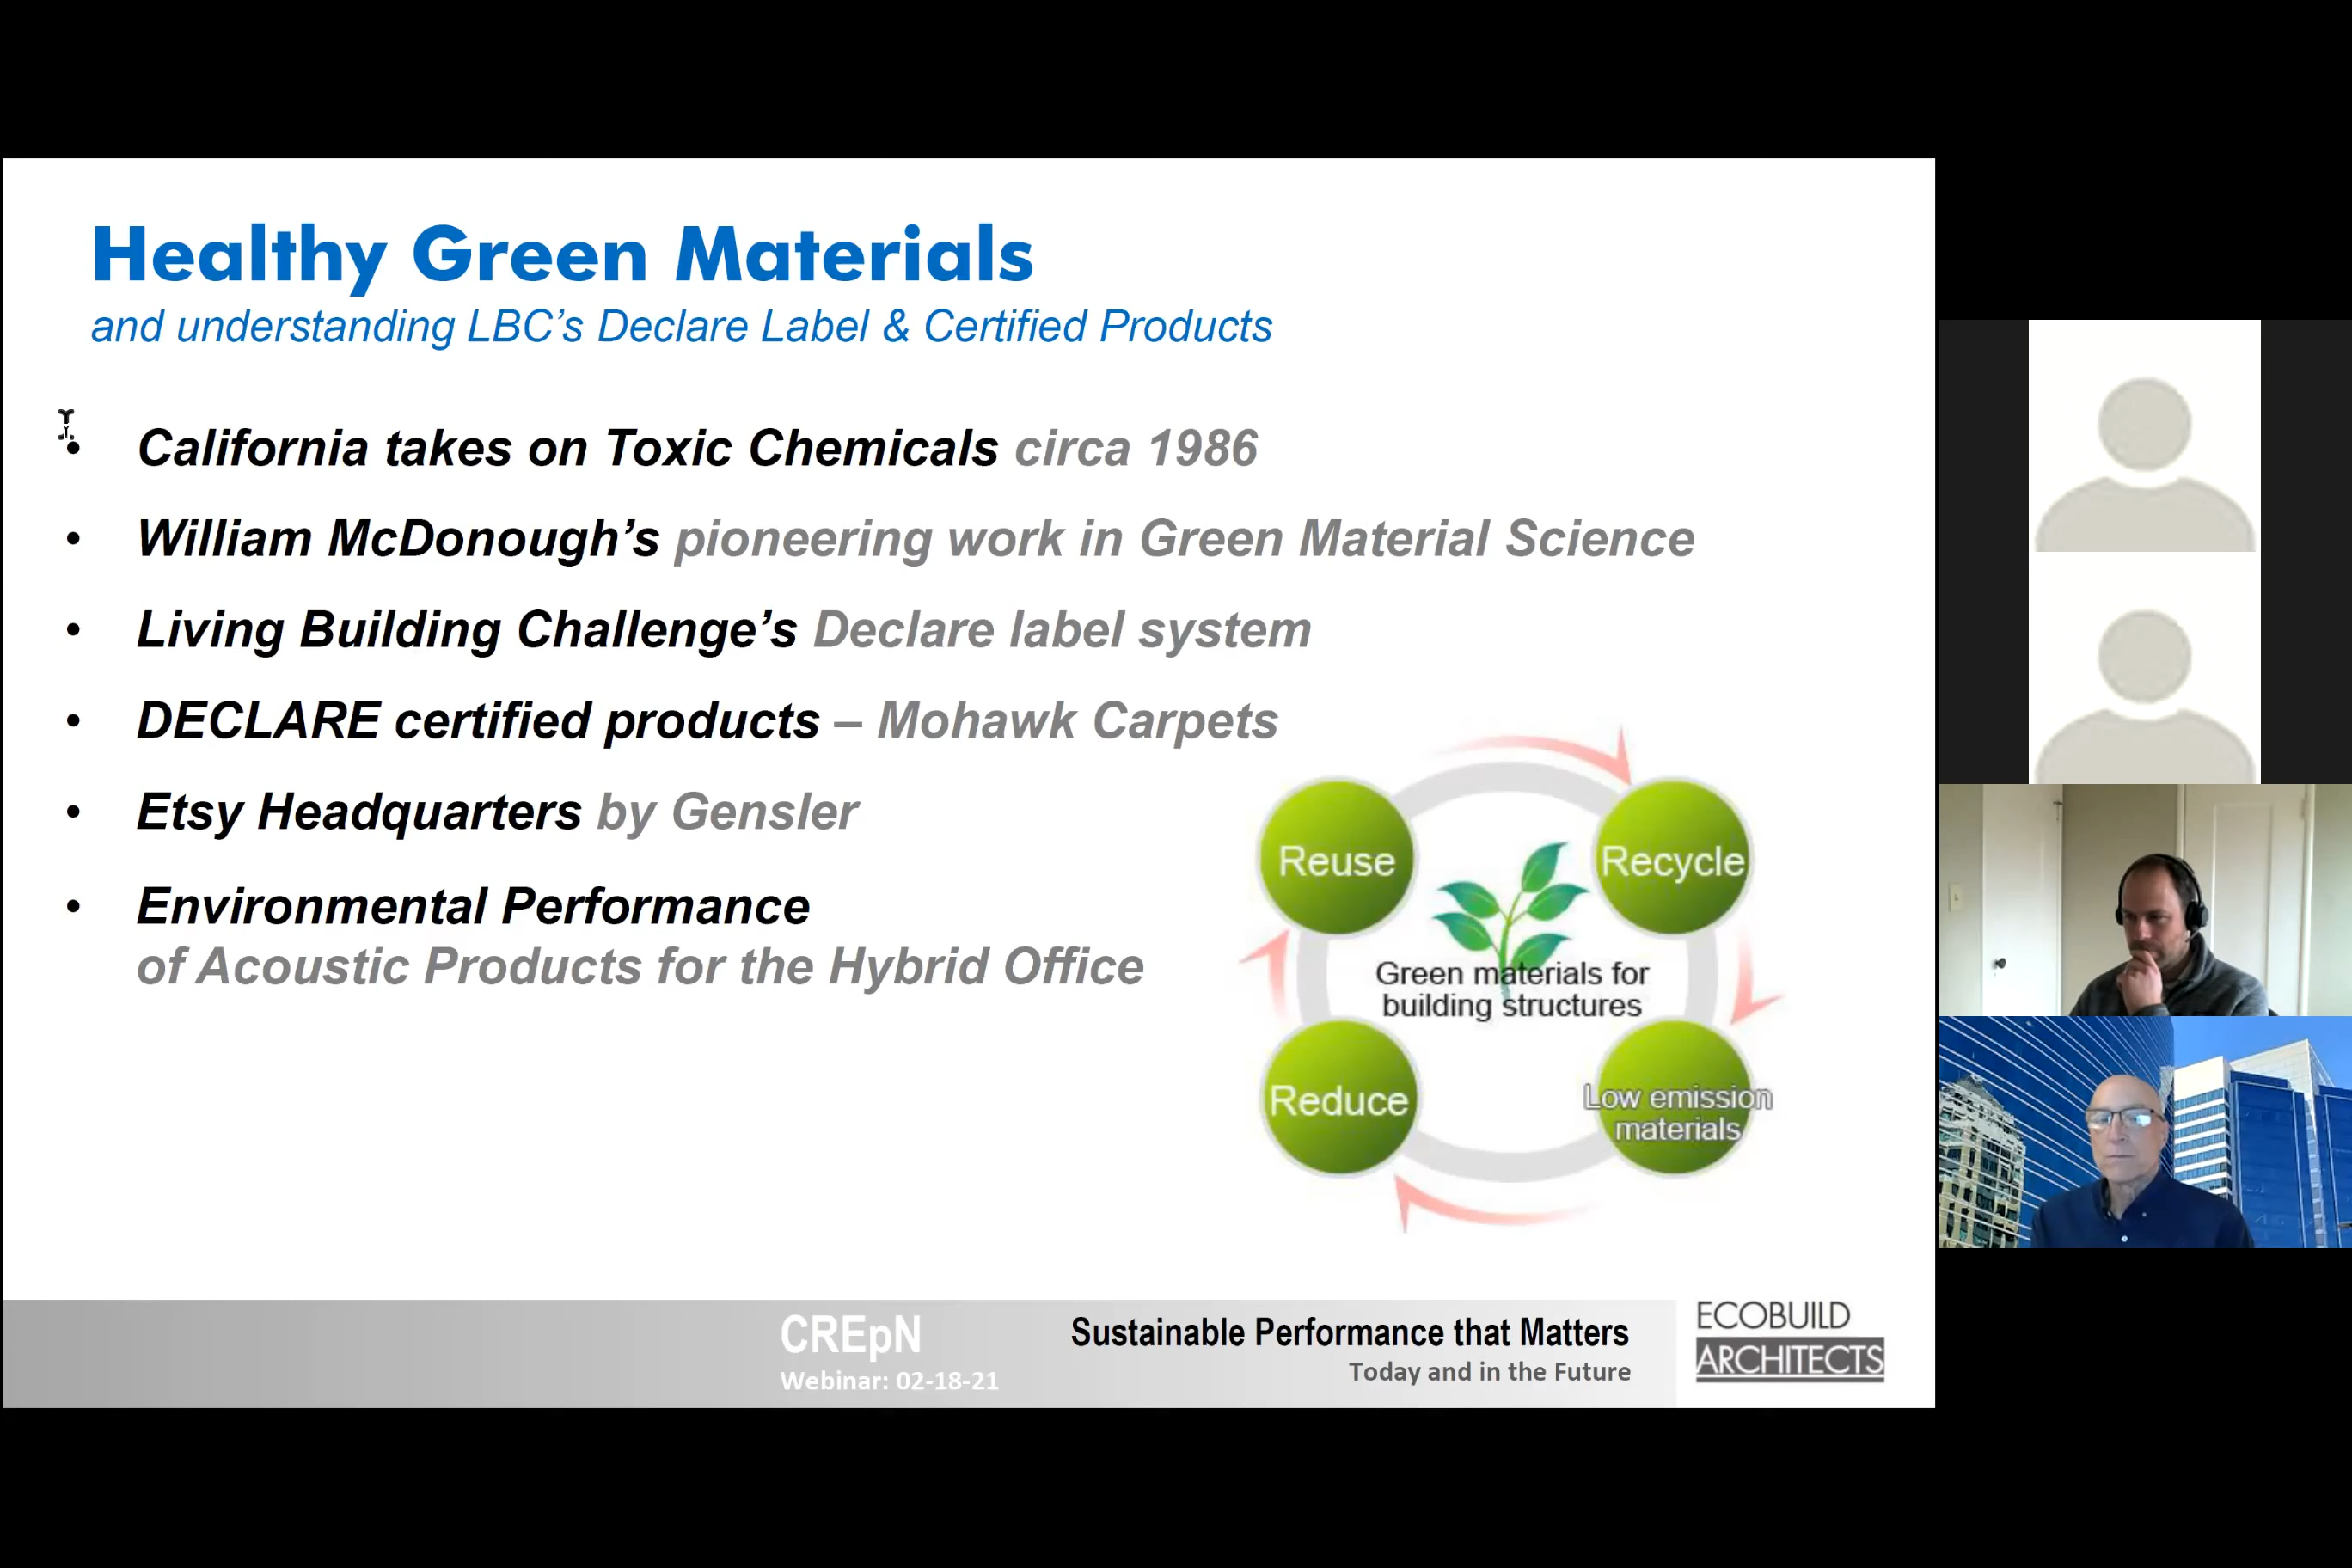 Healthy Green Materials
and understanding LBC's Declare Label & Certified Products
• California takes on Toxic Chemicals circa 1986
• William McDonough's pioneering work in Green Material Science
• Living Building Challenge's Declare label system
• DECLARE certified products – Mohawk Carpets
• Etsy Headquarters by Gensler
• Environmental Performance
of Acoustic Products for the Hybrid Office
Reuse
Recycle
Green materials for
building structures
Reduce
Low emission
materials
CREpN
Webinar: 02-18-21
Sustainable Performance that Matters
Today and in the Future
ECOBUILD
ARCHITECTS